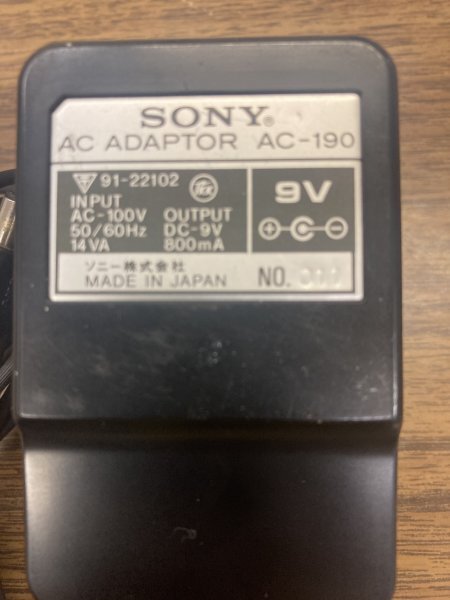 SONY®
AC ADAPTOR AC-190
91-22102
INPUT
AC-100V
50/60Hz
14VA
OUTPUT
DC-9V
800mA
9V
ソニー株式会社
MADE IN JAPAN
NO.